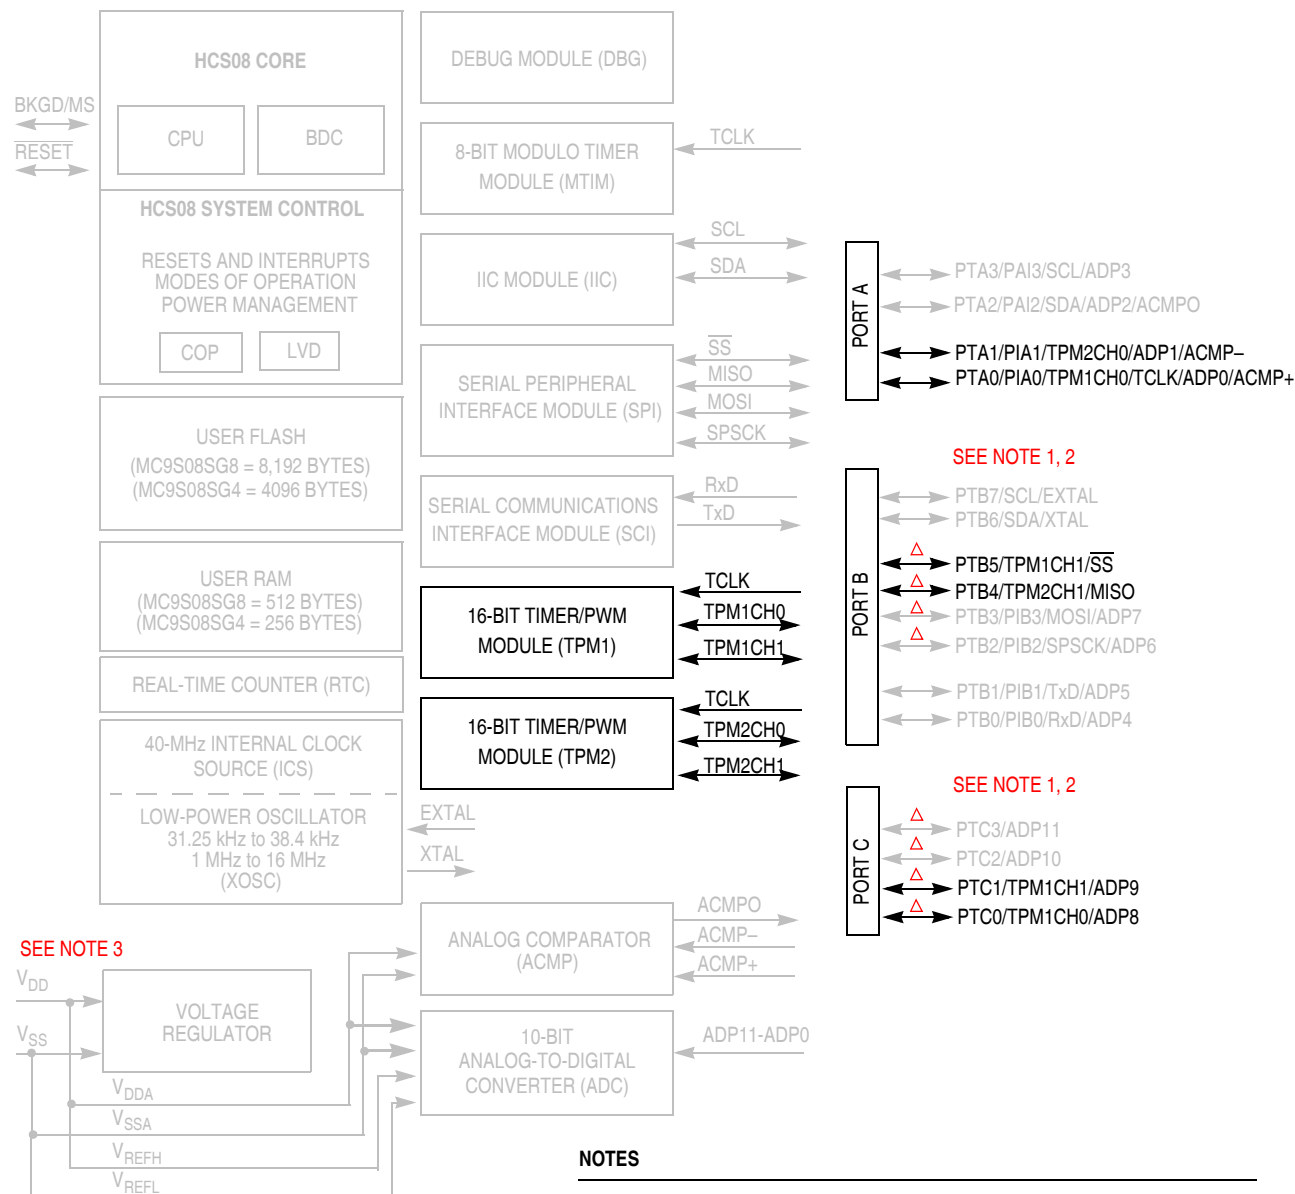 HCS08 CORE
CPU
BDC
BKGD/MS
RESET
HCS08 SYSTEM CONTROL
RESETS AND INTERRUPTS
MODES OF OPERATION
POWER MANAGEMENT
COP
LVD
USER FLASH
(MC9S08SG8 = 8,192 BYTES)
(MC9S08SG4 = 4096 BYTES)
USER RAM
(MC9S08SG8 = 512 BYTES)
(MC9S08SG4 = 256 BYTES)
REAL-TIME COUNTER (RTC)
40-MHz INTERNAL CLOCK
SOURCE (ICS)
LOW-POWER OSCILLATOR
31.25 kHz to 38.4 kHz
1 MHz to 16 MHz
(XOSC)
EXTAL
XTAL
SEE NOTE 3
VDD
VSS
VOLTAGE
REGULATOR
VDDA
VSSA
VREFH
VREFL
DEBUG MODULE (DBG)
8-BIT MODULO TIMER
MODULE (MTIM)
TCLK
IIC MODULE (IIC)
SCL
SDA
SERIAL PERIPHERAL
INTERFACE MODULE (SPI)
SS
MISO
MOSI
SPSCK
SERIAL COMMUNICATIONS
INTERFACE MODULE (SCI)
RxD
TxD
16-BIT TIMER/PWM
MODULE (TPM1)
TCLK
TPM1CH0
TPM1CH1
16-BIT TIMER/PWM
MODULE (TPM2)
TCLK
TPM2CH0
TPM2CH1
ANALOG COMPARATOR
(ACMP)
ACMPO
ACMP–
ACMP+
10-BIT
ANALOG-TO-DIGITAL
CONVERTER (ADC)
ADP11-ADP0
PORT A
PTA3/PAI3/SCL/ADP3
PTA2/PAI2/SDA/ADP2/ACMPO
PTA1/PIA1/TPM2CH0/ADP1/ACMP–
PTA0/PIA0/TPM1CH0/TCLK/ADP0/ACMP+
SEE NOTE 1, 2
PORT B
PTB7/SCL/EXTAL
PTB6/SDA/XTAL
PTB5/TPM1CH1/SS
PTB4/TPM2CH1/MISO
PTB3/PIB3/MOSI/ADP7
PTB2/PIB2/SPSCK/ADP6
PTB1/PIB1/TxD/ADP5
PTB0/PIB0/RxD/ADP4
SEE NOTE 1, 2
PORT C
PTC3/ADP11
PTC2/ADP10
PTC1/TPM1CH1/ADP9
PTC0/TPM1CH0/ADP8
NOTES